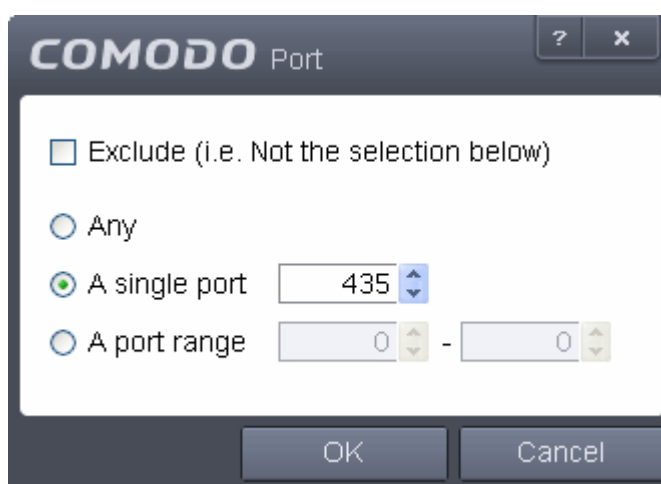 COMODO Port ? x
Exclude (i.e. Not the selection below)
Any
A single port 435
A port range 0 - 0
OK Cancel